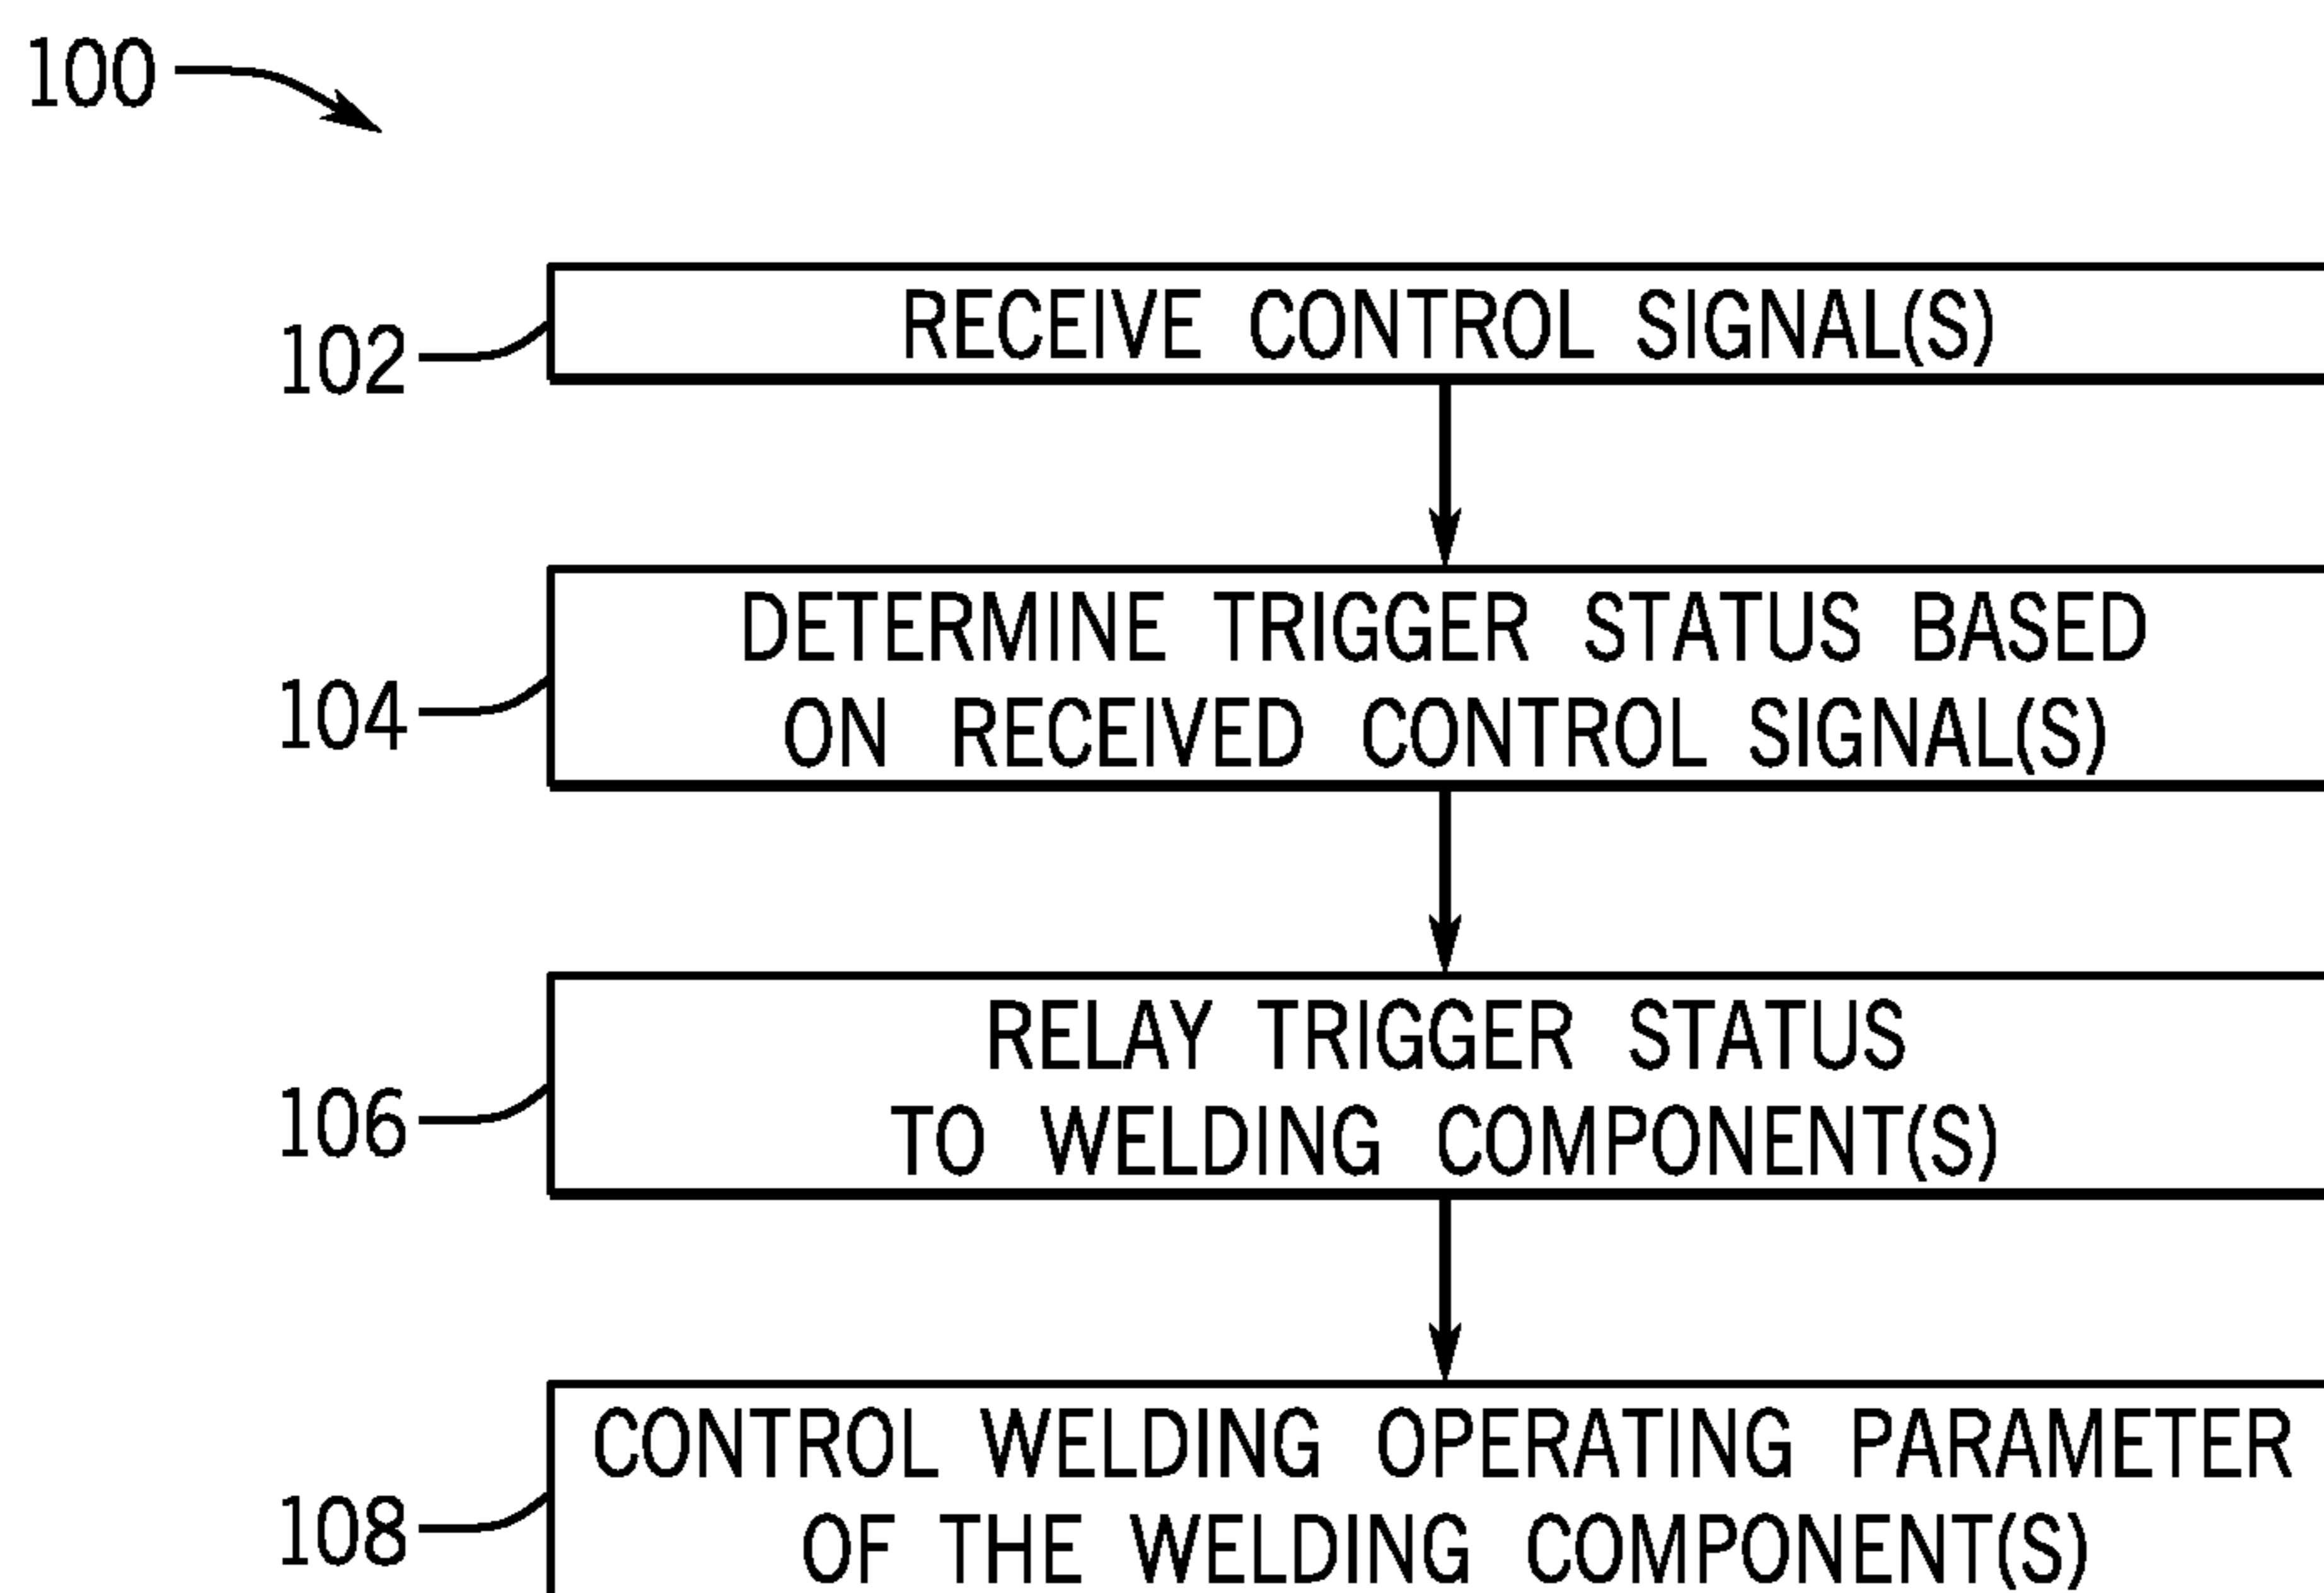 100
102
RECEIVE CONTROL SIGNAL(S)
104
DETERMINE TRIGGER STATUS BASED
ON RECEIVED CONTROL SIGNAL(S)
106
RELAY TRIGGER STATUS
TO WELDING COMPONENT(S)
108
CONTROL WELDING OPERATING PARAMETER
OF THE WELDING COMPONENT(S)